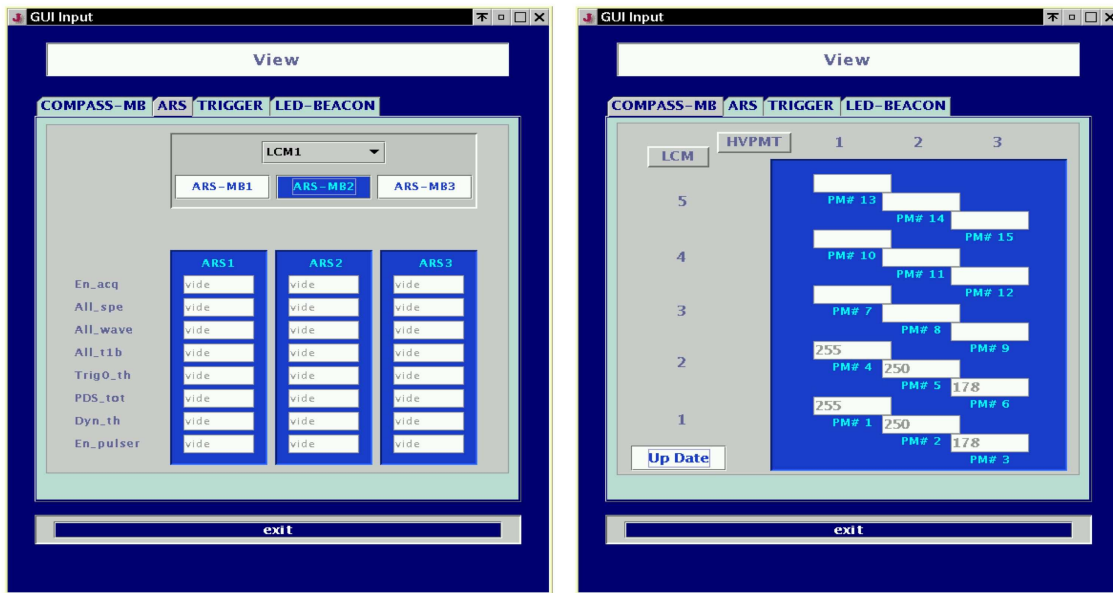 GUI Input
View
COMPASS-MB ARS TRIGGER LED-BEACON
LCM1
ARS-MB1 ARS-MB2 ARS-MB3
ARS1 ARS2 ARS3
En_acq vide vide vide
All_spe vide vide vide
All_wave vide vide vide
All_t1b vide vide vide
Trig0_th vide vide vide
PDS_tot vide vide vide
Dyn_th vide vide vide
En_pulser vide vide vide
exit
GUI Input
View
COMPASS-MB ARS TRIGGER LED-BEACON
LCM HVPMT 1 2 3
5 PM# 13
PM# 14
PM# 15
4 PM# 10
PM# 11
PM# 12
3 PM# 7
PM# 8
PM# 9
255
2 PM# 4 250
PM# 5 178
PM# 6
255
1 PM# 1 250
PM# 2 178
PM# 3
Up Date
exit